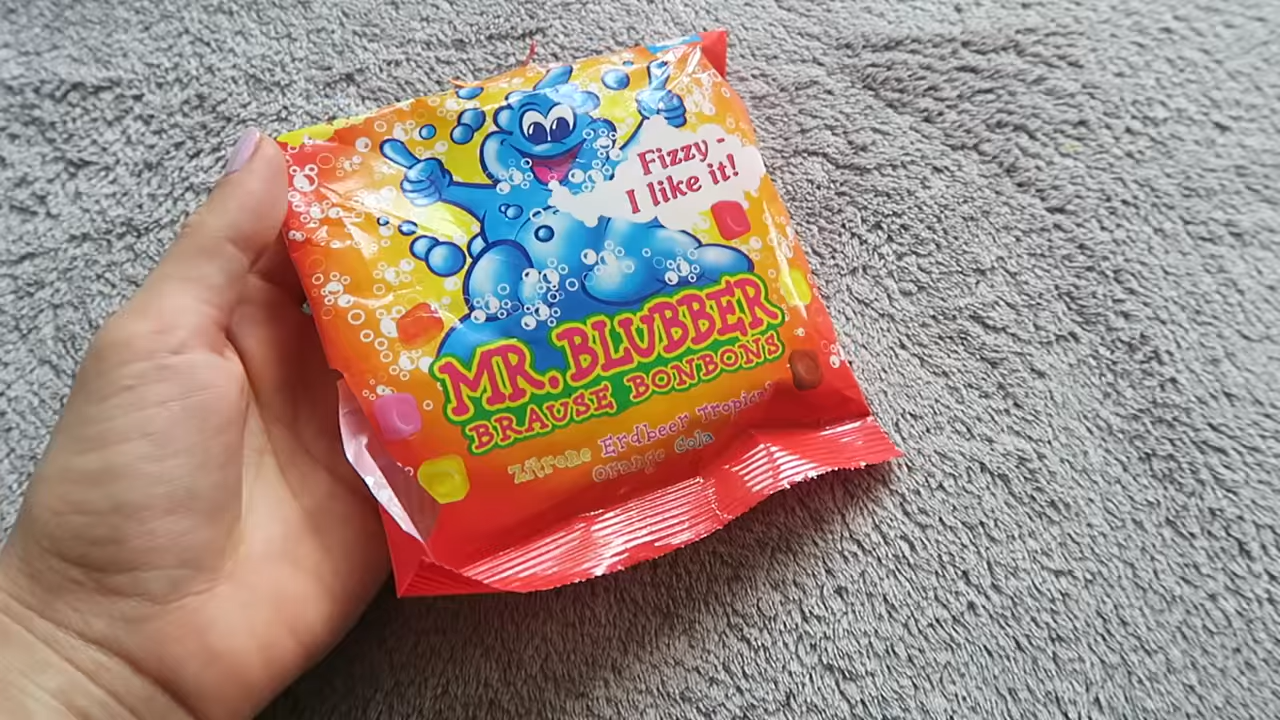 Fizzy -
I like it!
MR. BLUBBER
BRAUSE BONBONS
Zitrone Erdbeer Tropical
Orange Cola